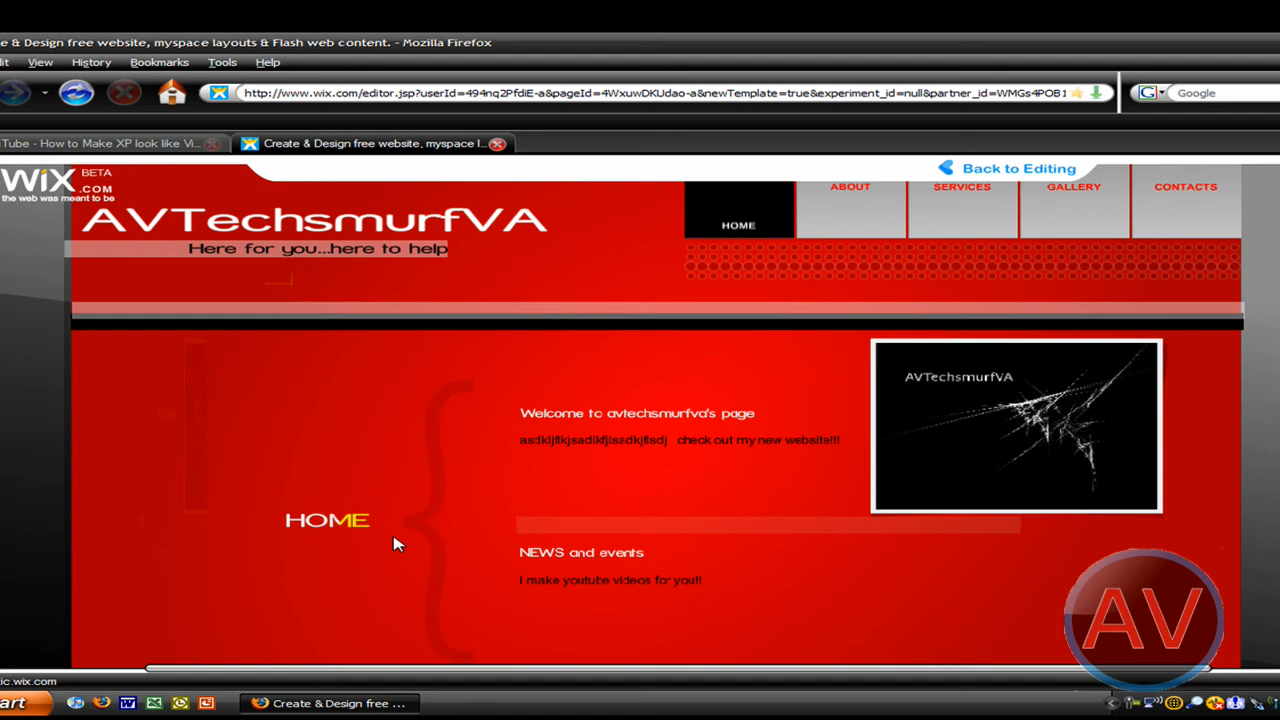 e & Design free website, myspace layouts & Flash web content. - Mozilla Firefox
it View History Bookmarks Tools Help
http://www.wix.com/editor.jsp?userId=494nq2PfdiE-a&pageId=4WxuwDKUdao-a&newTemplate=true&experiment_id=null&partner_id=WMGs4POB1
G Google
Tube - How to Make XP look like Vi...
Create & Design free website, myspace l...
WIX BETA
.COM
the web was meant to be
Back to Editing
AVTechsmurfVA
Here for you...here to help
HOME
ABOUT
SERVICES
GALLERY
CONTACTS
AVTechsmurfVA
Welcome to avtechsmurfva's page
asdkljflkjsadlkfjlsadkjflsdj check out my new website!!!
HOME
NEWS and events
I make youtube videos for you!!
AV
ic.wix.com
art
Create & Design free ...